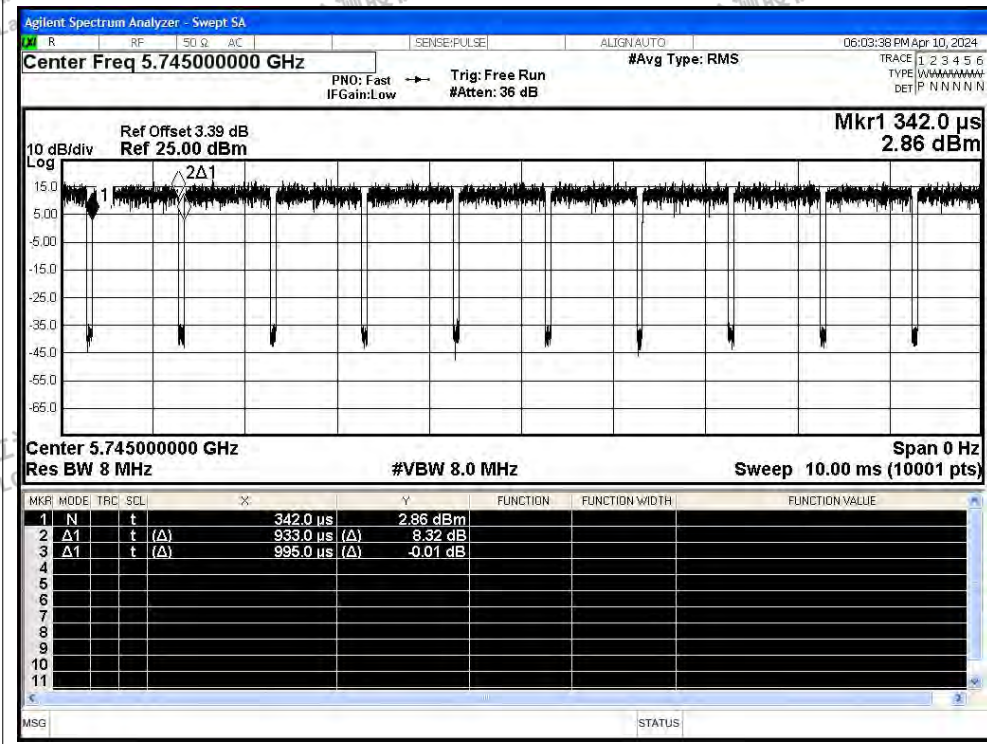 Agilent Spectrum Analyzer - Swept SA
R RF 50 Ω AC SENSE:PULSE ALIGN AUTO 06:03:38 PM Apr 10, 2024
Center Freq 5.745000000 GHz
#Avg Type: RMS
TRACE 1 2 3 4 5 6
PNO: Fast Trig: Free Run
TYPE WWWWWW
IFGain:Low #Atten: 36 dB
DET P N N N N N
Mkr1 342.0 µs
Ref Offset 3.39 dB
10 dB/div Ref 25.00 dBm 2.86 dBm
Log
2Δ1
15.0
1
5.00
-5.00
-15.0
-25.0
-35.0
-45.0
-55.0
-65.0
Center 5.745000000 GHz Span 0 Hz
Res BW 8 MHz #VBW 8.0 MHz Sweep 10.00 ms (10001 pts)
MKR MODE TRC SCL X Y FUNCTION FUNCTION WIDTH FUNCTION VALUE
1 N t 342.0 µs 2.86 dBm
2 Δ1 t (Δ) 933.0 µs (Δ) 8.32 dB
3 Δ1 t (Δ) 995.0 µs (Δ) -0.01 dB
4
5
6
7
8
9
10
11
MSG STATUS